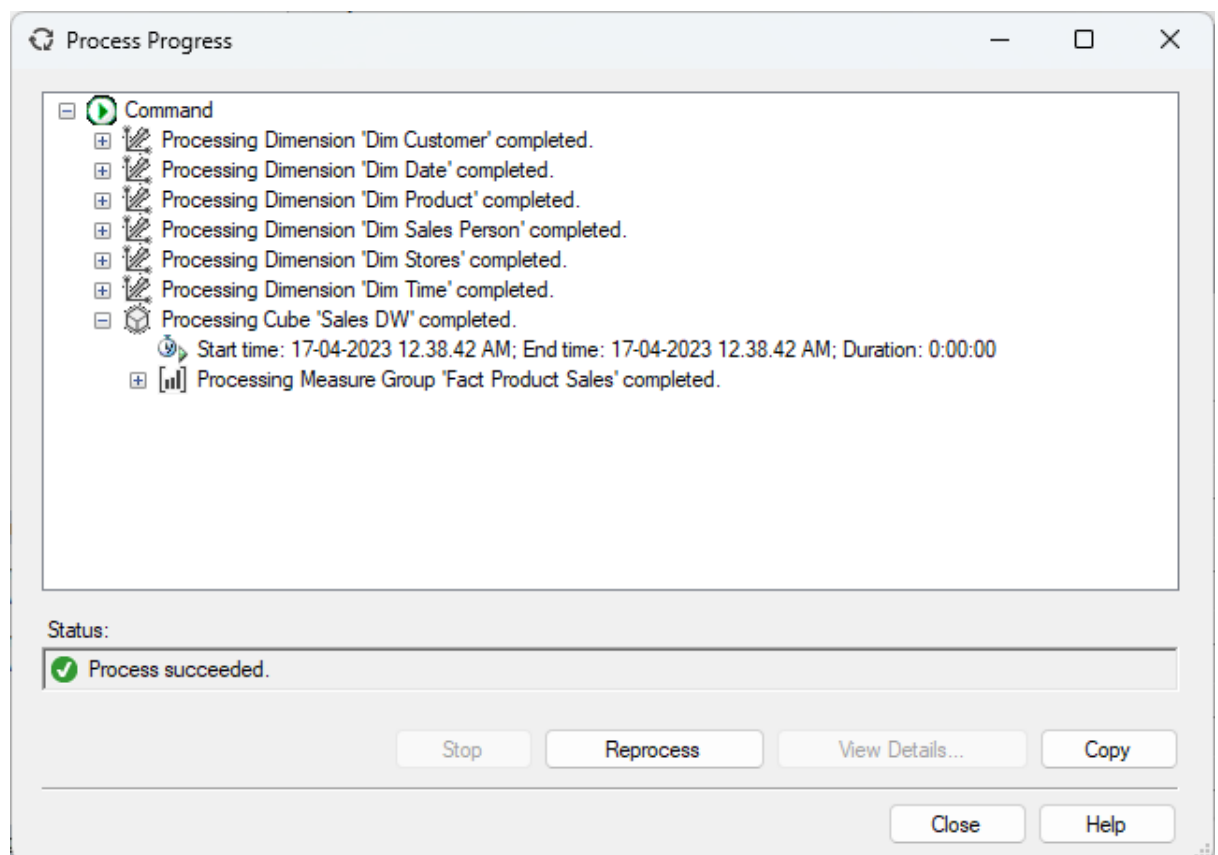 Process Progress
Command
Processing Dimension 'Dim Customer' completed.
Processing Dimension 'Dim Date' completed.
Processing Dimension 'Dim Product' completed.
Processing Dimension 'Dim Sales Person' completed.
Processing Dimension 'Dim Stores' completed.
Processing Dimension 'Dim Time' completed.
Processing Cube 'Sales DW' completed.
Start time: 17-04-2023 12.38.42 AM; End time: 17-04-2023 12.38.42 AM; Duration: 0:00:00
Processing Measure Group 'Fact Product Sales' completed.
Status:
Process succeeded.
Stop Reprocess View Details... Copy
Close Help